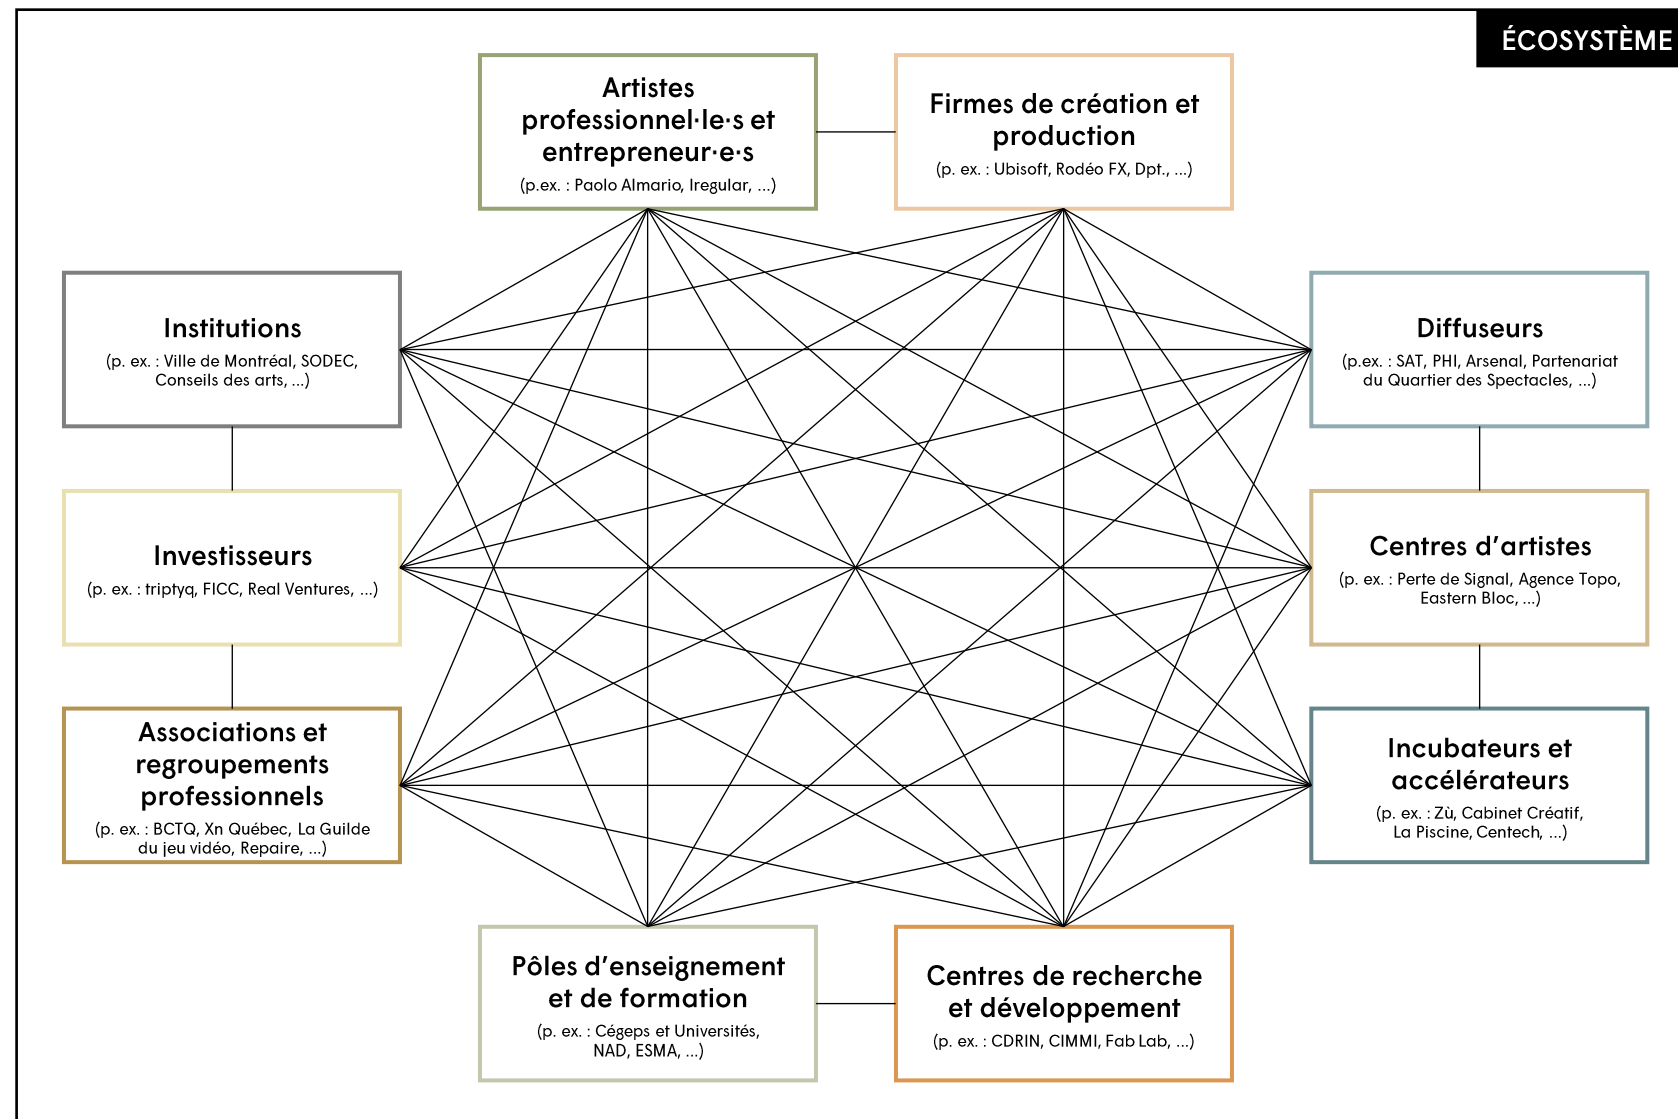 ÉCOSYSTÈME
Artistes
professionnel·le·s et
entrepreneur·e·s
(p.ex. : Paolo Almario, Iregular, ...)
Firmes de création et
production
(p. ex. : Ubisoft, Rodéo FX, Dpt., ...)
Institutions
(p. ex. : Ville de Montréal, SODEC,
Conseils des arts, ...)
Diffuseurs
(p.ex. : SAT, PHI, Arsenal, Partenariat
du Quartier des Spectacles, ...)
Investisseurs
(p. ex. : triptyq, FICC, Real Ventures, ...)
Centres d’artistes
(p. ex. : Perte de Signal, Agence Topo,
Eastern Bloc, ...)
Associations et
regroupements
professionnels
(p. ex. : BCTQ, Xn Québec, La Guilde
du jeu vidéo, Repaire, ...)
Incubateurs et
accélérateurs
(p. ex. : Zù, Cabinet Créatif,
La Piscine, Centech, ...)
Pôles d’enseignement
et de formation
(p. ex. : Cégeps et Universités,
NAD, ESMA, ...)
Centres de recherche
et développement
(p. ex. : CDRIN, CIMMI, Fab Lab, ...)